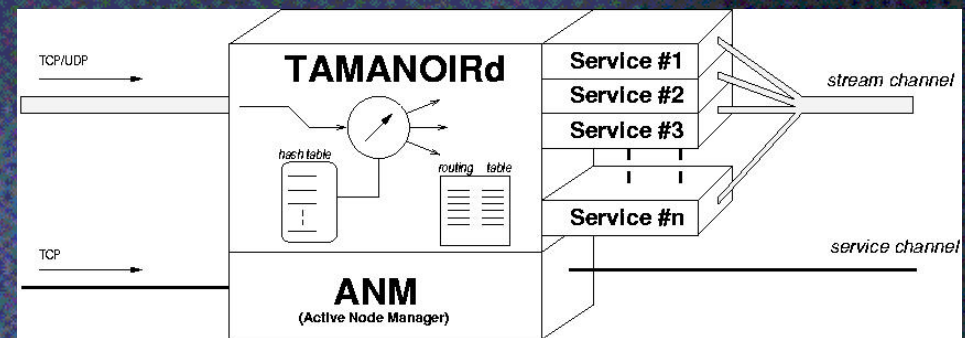 TCP/UDP
TAMANOIRd
Service #1
Service #2
Service #3
Service #n
stream channel
hash table
routing table
TCP
service channel
ANM
(Active Node Manager)